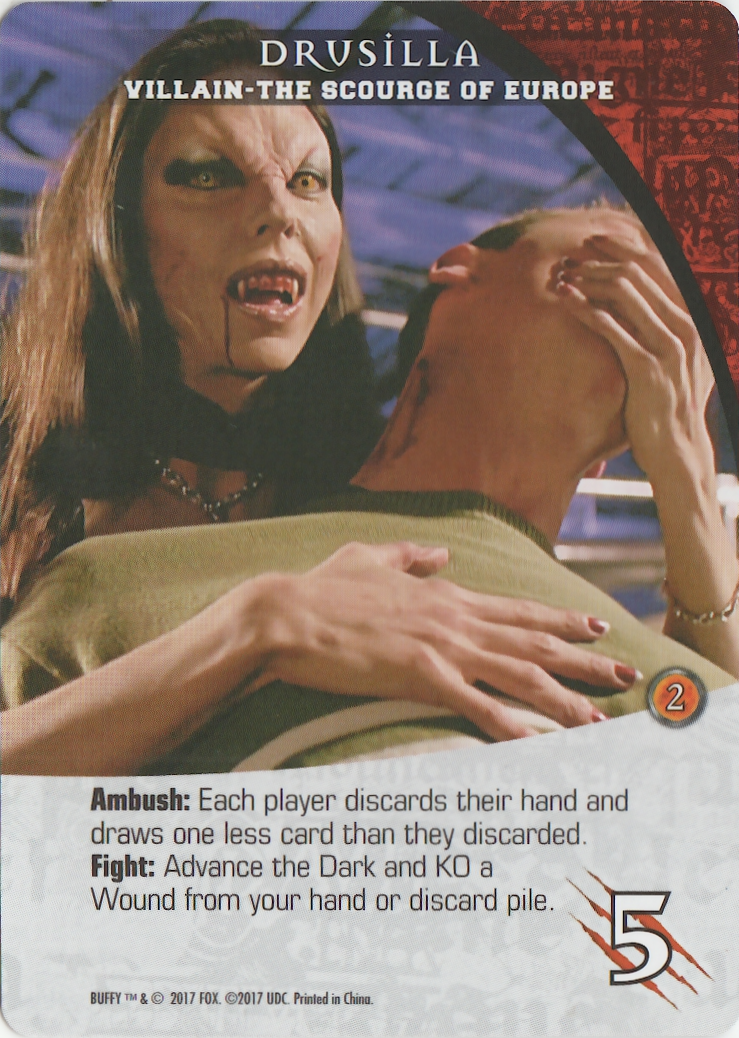 DRUSiLLA
VILLAIN-THE SCOURGE OF EUROPE
2
Ambush: Each player discards their hand and
draws one less card than they discarded.
Fight: Advance the Dark and KO a
Wound from your hand or discard pile.
5
BUFFY ™ & © 2017 FOX. ©2017 UDC. Printed in China.